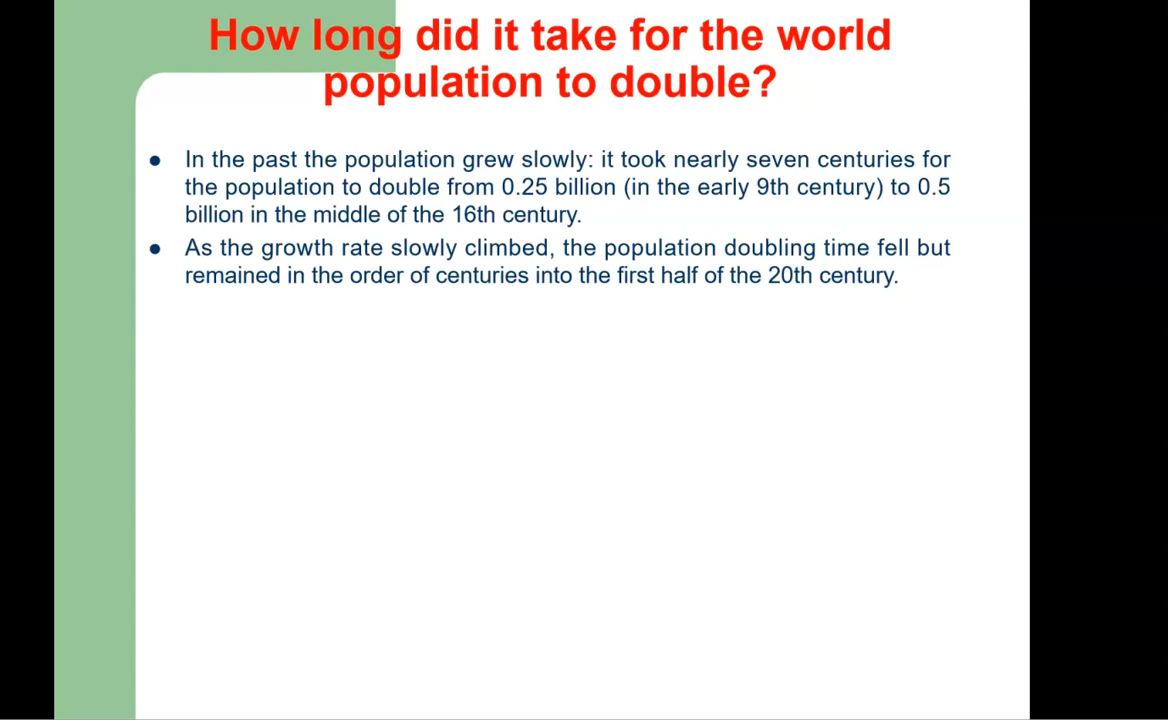 How long did it take for the world
population to double?
● In the past the population grew slowly: it took nearly seven centuries for
the population to double from 0.25 billion (in the early 9th century) to 0.5
billion in the middle of the 16th century.
● As the growth rate slowly climbed, the population doubling time fell but
remained in the order of centuries into the first half of the 20th century.